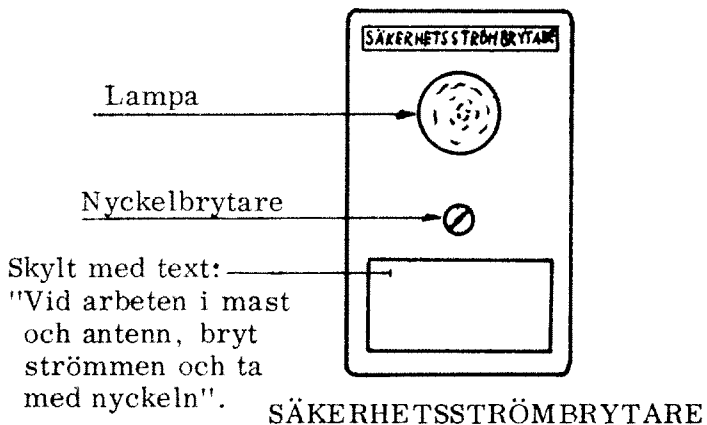 SÄKERHETSSTRÖMBRYTARE
Lampa
Nyckelbrytare
Skylt med text:
"Vid arbeten i mast
och antenn, bryt
strömmen och ta
med nyckeln".
SÄKERHETSSTRÖMBRYTARE